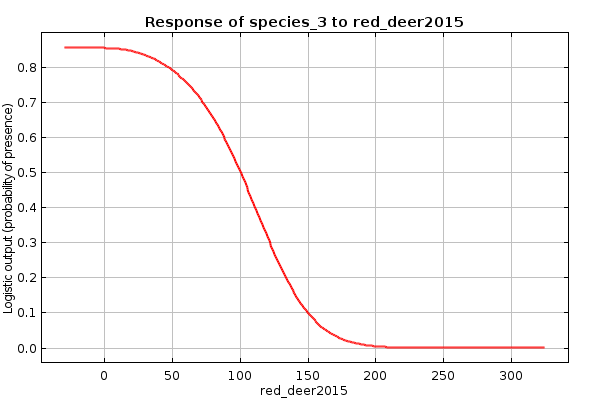 Response of species_3 to red_deer2015
Logistic output (probability of presence)
0.8
0.7
0.6
0.5
0.4
0.3
0.2
0.1
0.0
0 50 100 150 200 250 300
red_deer2015